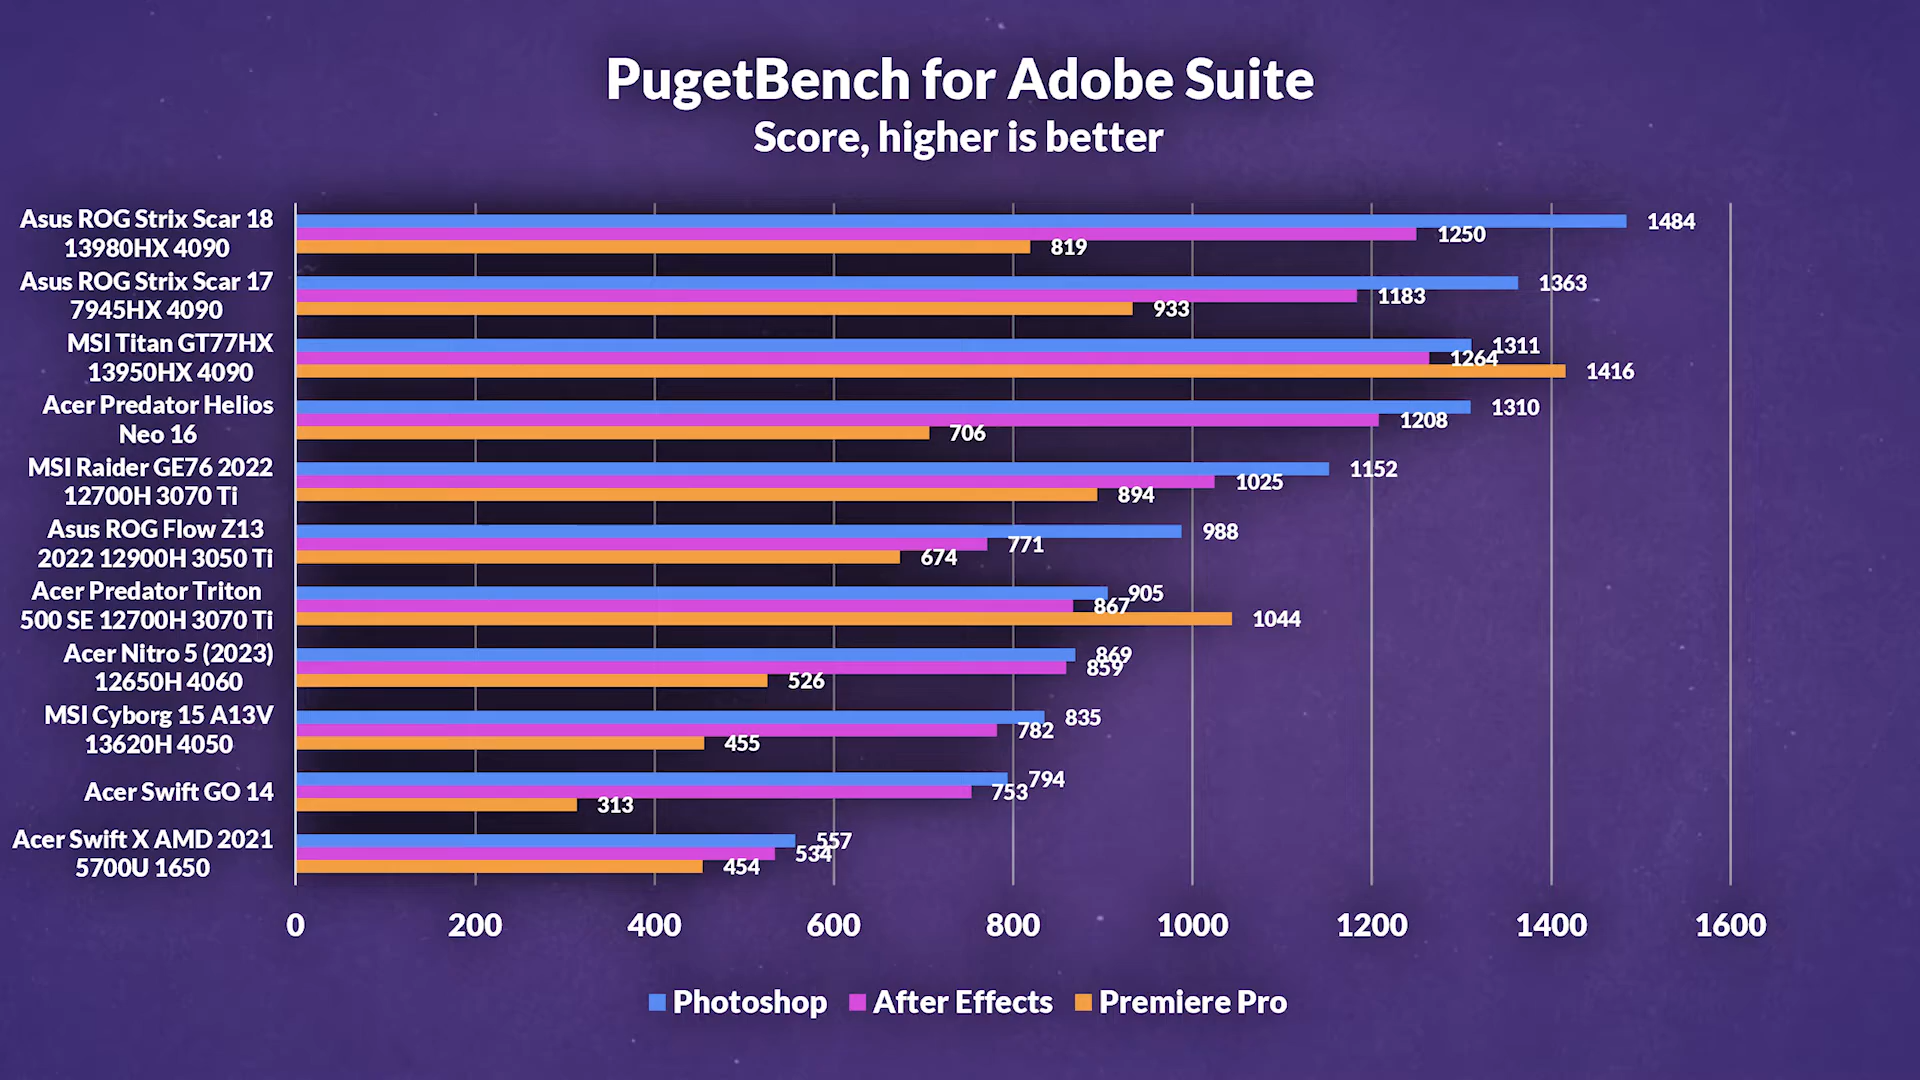 PugetBench for Adobe Suite
Score, higher is better
Asus ROG Strix Scar 18
13980HX 4090
1484
1250
819
Asus ROG Strix Scar 17
7945HX 4090
1363
1183
933
MSI Titan GT77HX
13950HX 4090
1311
1264
1416
Acer Predator Helios
Neo 16
1310
1208
706
MSI Raider GE76 2022
12700H 3070 Ti
1152
1025
894
Asus ROG Flow Z13
2022 12900H 3050 Ti
988
771
674
Acer Predator Triton
500 SE 12700H 3070 Ti
905
867
1044
Acer Nitro 5 (2023)
12650H 4060
869
859
526
MSI Cyborg 15 A13V
13620H 4050
835
782
455
Acer Swift GO 14
794
753
313
Acer Swift X AMD 2021
5700U 1650
557
534
454
0 200 400 600 800 1000 1200 1400 1600
Photoshop After Effects Premiere Pro